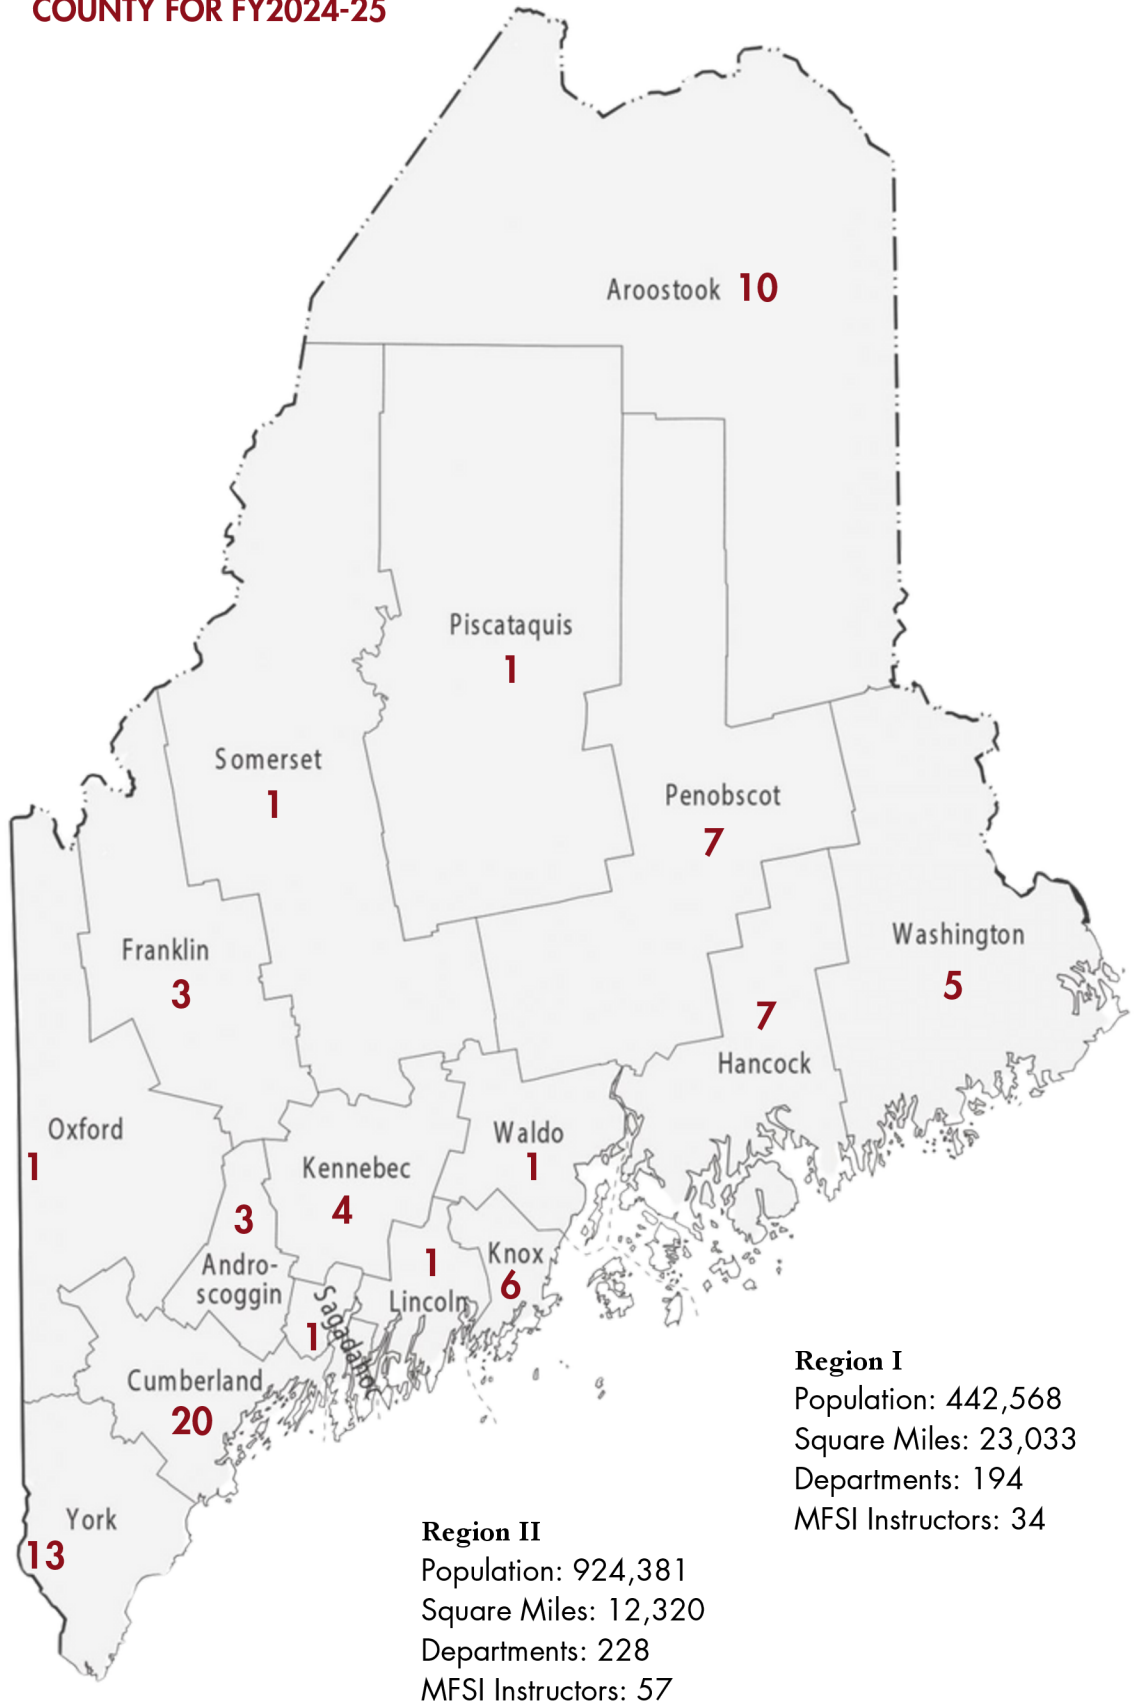 COUNTY FOR FY2024-25
Aroostook 10
Piscataquis
1
Somerset
1
Penobscot
7
Franklin
3
Washington
5
7
Hancock
Oxford
1
Waldo
1
Kennebec
4
3
Andro-
scoggin
1
Lincoln
Knox
6
Sagadahoc
1
Cumberland
20
York
13
Region I
Population: 442,568
Square Miles: 23,033
Departments: 194
MFSI Instructors: 34
Region II
Population: 924,381
Square Miles: 12,320
Departments: 228
MFSI Instructors: 57